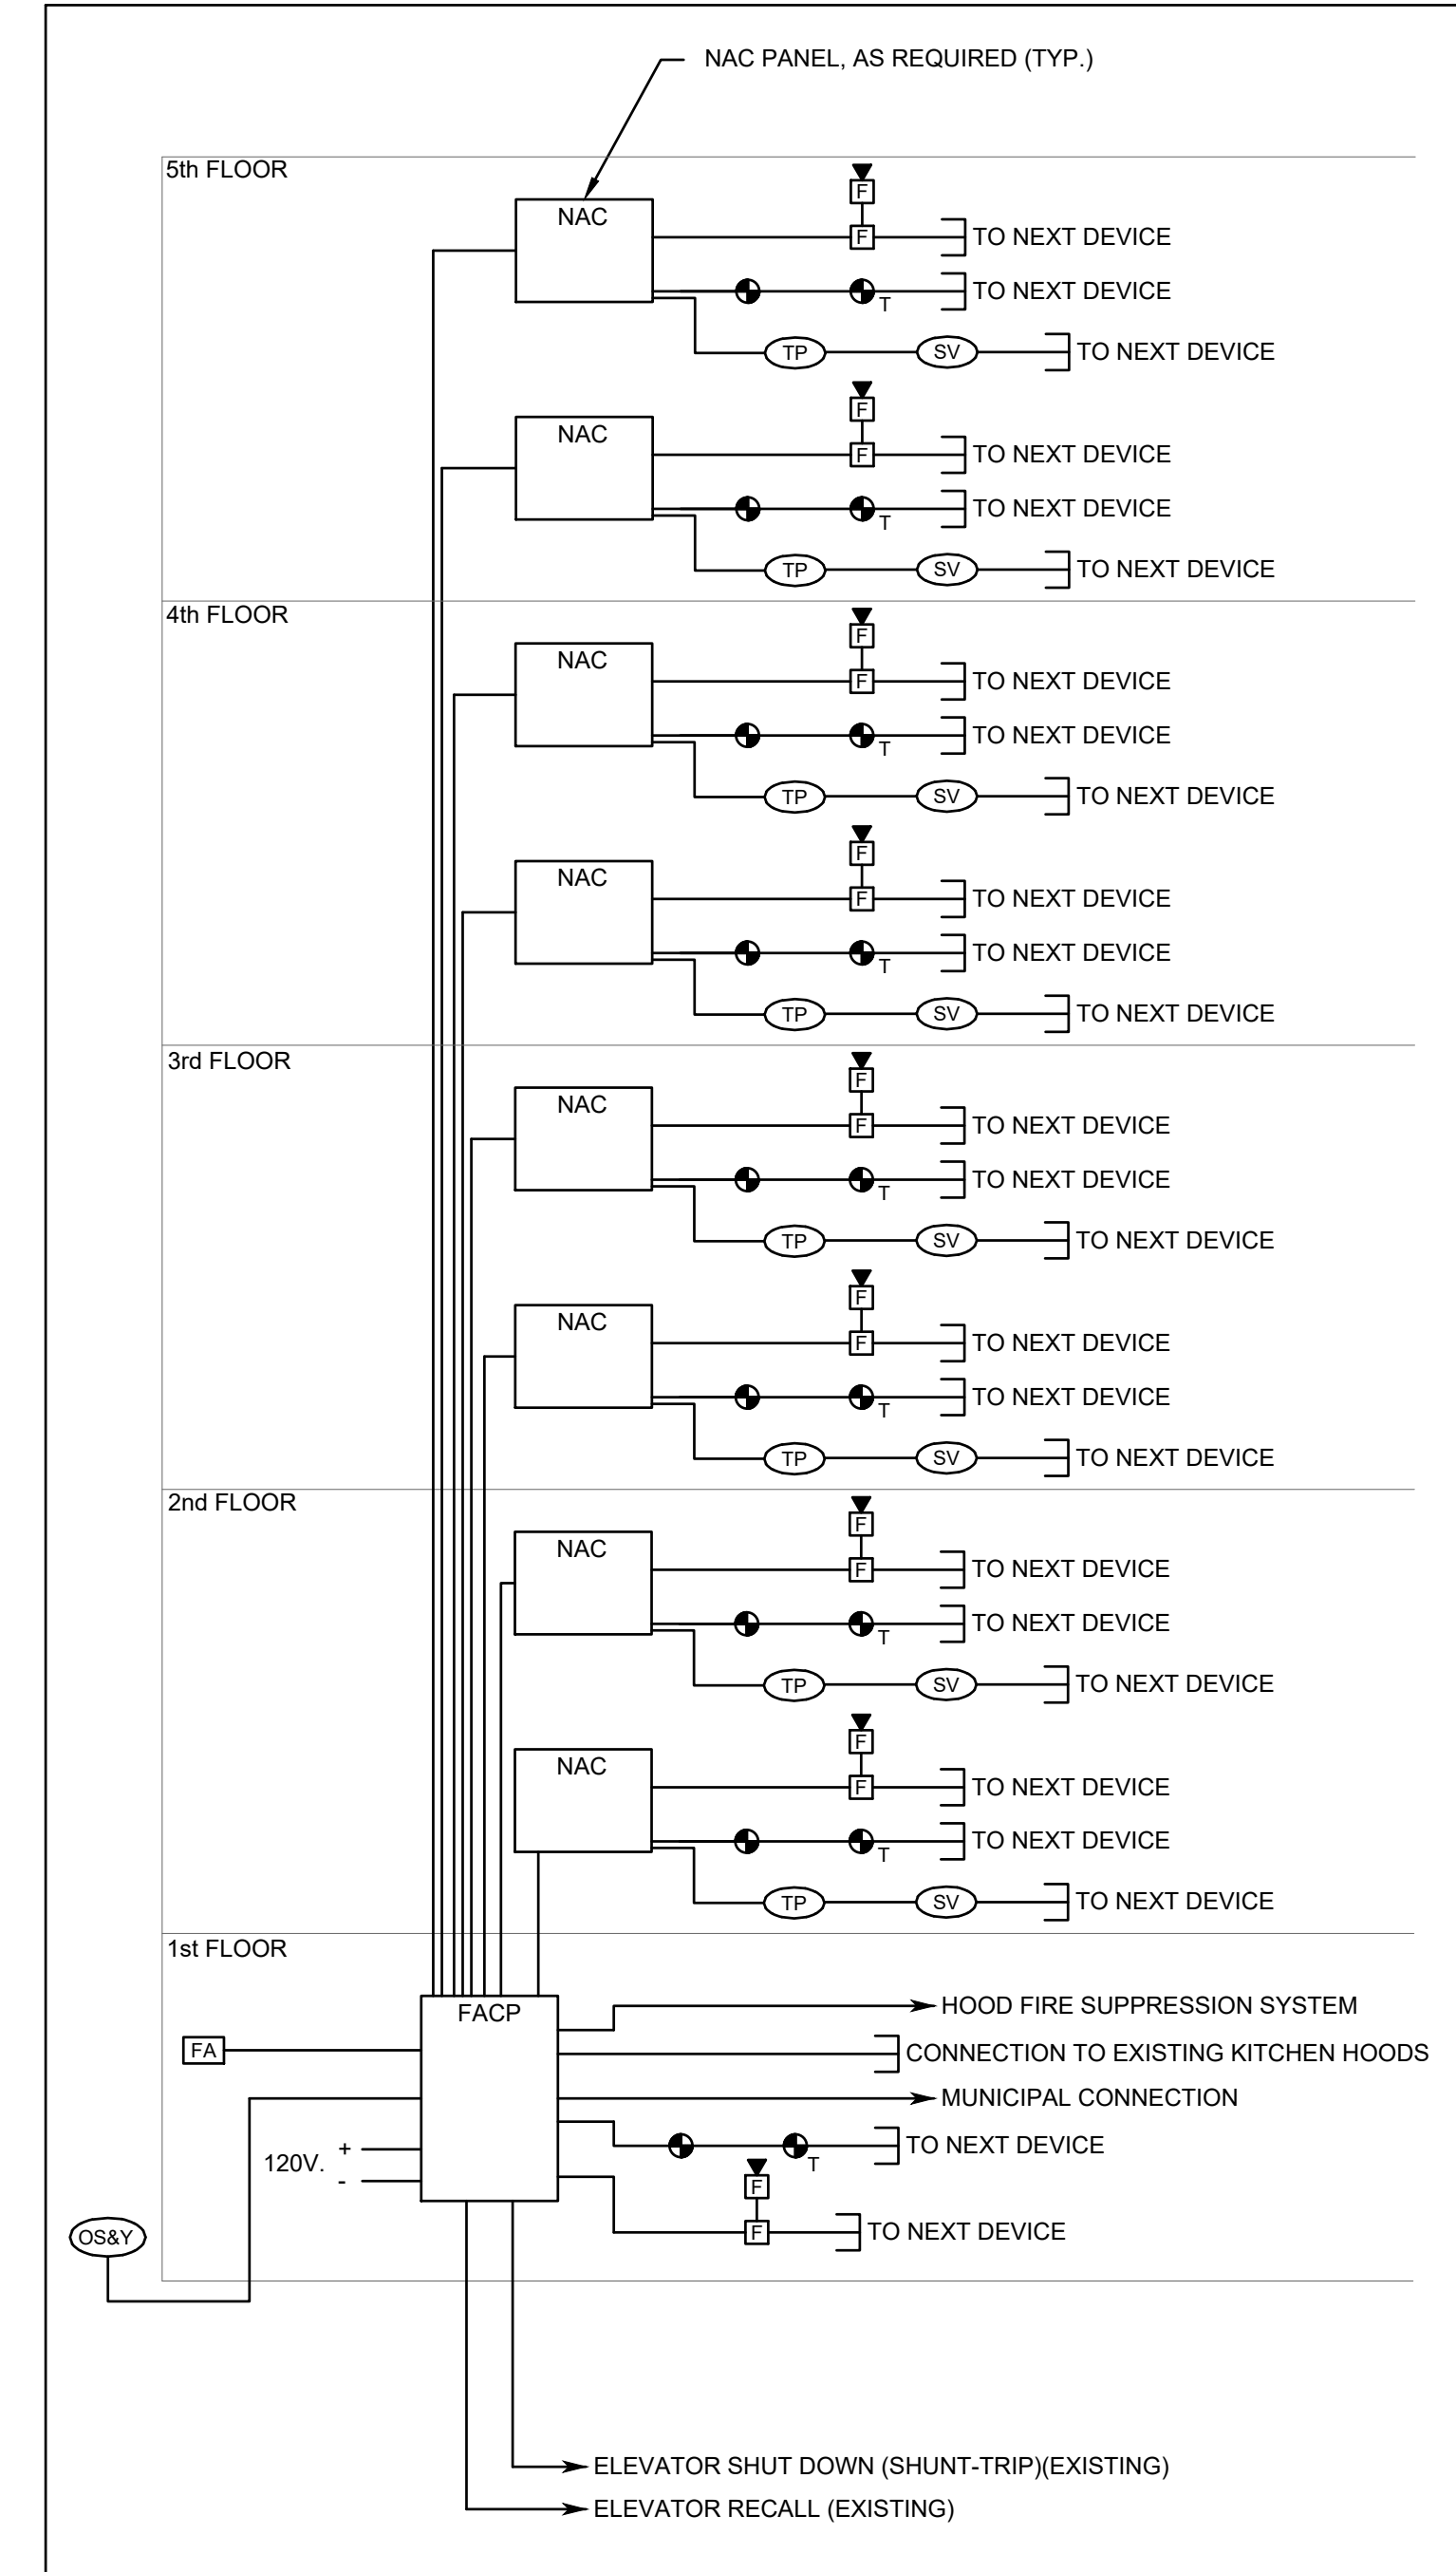 NAC PANEL, AS REQUIRED (TYP.)
5th FLOOR
NAC
F
F
TO NEXT DEVICE
T
TO NEXT DEVICE
TP
SV
TO NEXT DEVICE
NAC
F
F
TO NEXT DEVICE
T
TO NEXT DEVICE
TP
SV
TO NEXT DEVICE
4th FLOOR
NAC
F
F
TO NEXT DEVICE
T
TO NEXT DEVICE
TP
SV
TO NEXT DEVICE
NAC
F
F
TO NEXT DEVICE
T
TO NEXT DEVICE
TP
SV
TO NEXT DEVICE
3rd FLOOR
NAC
F
F
TO NEXT DEVICE
T
TO NEXT DEVICE
TP
SV
TO NEXT DEVICE
NAC
F
F
TO NEXT DEVICE
T
TO NEXT DEVICE
TP
SV
TO NEXT DEVICE
2nd FLOOR
NAC
F
F
TO NEXT DEVICE
T
TO NEXT DEVICE
TP
SV
TO NEXT DEVICE
NAC
F
F
TO NEXT DEVICE
T
TO NEXT DEVICE
TP
SV
TO NEXT DEVICE
1st FLOOR
FACP
HOOD FIRE SUPPRESSION SYSTEM
FA
CONNECTION TO EXISTING KITCHEN HOODS
MUNICIPAL CONNECTION
T
TO NEXT DEVICE
120V.
+
-
F
F
TO NEXT DEVICE
OS&Y
ELEVATOR SHUT DOWN (SHUNT-TRIP)(EXISTING)
ELEVATOR RECALL (EXISTING)